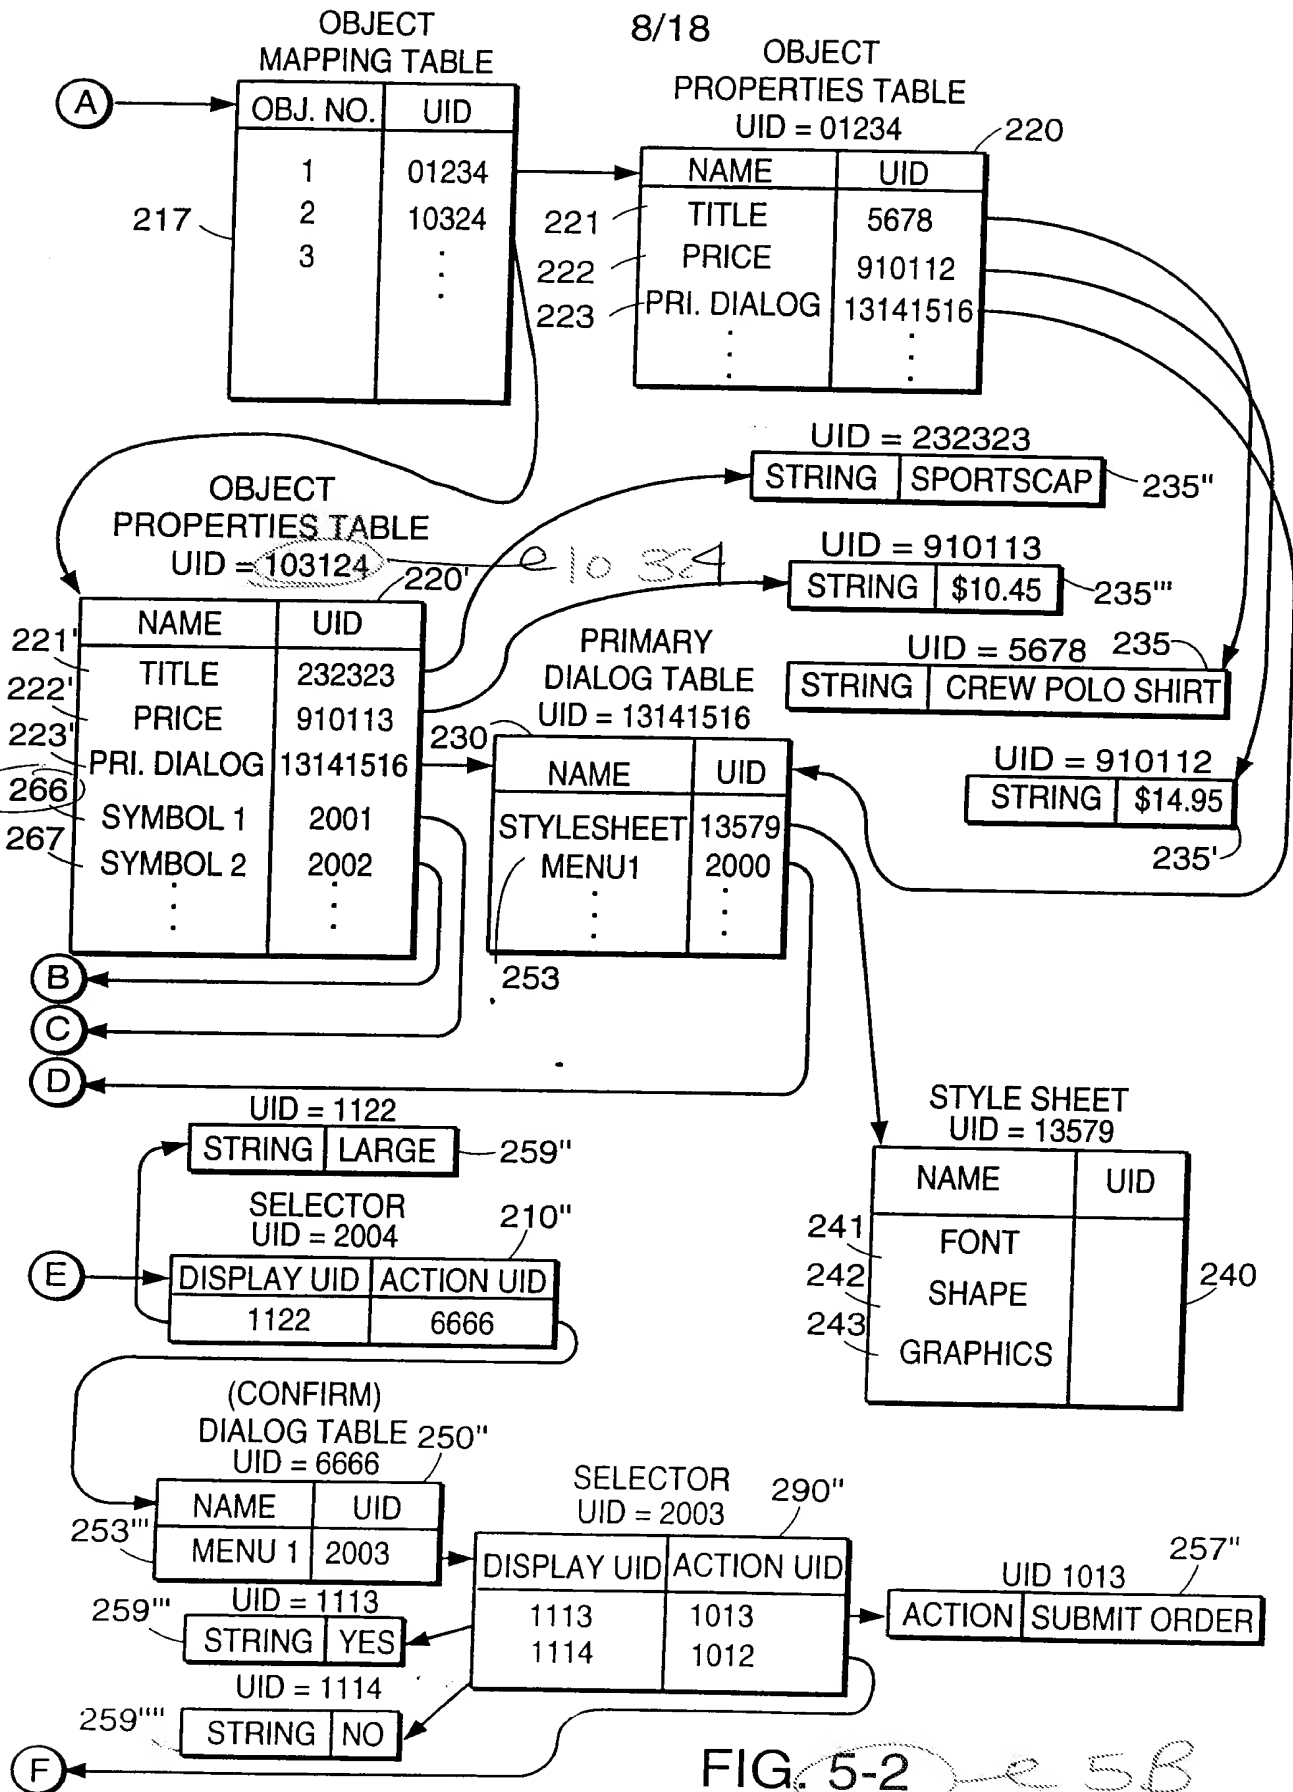 8/18
OBJECT
MAPPING TABLE
A
OBJ. NO. UID
1 01234
2 10324
3
217
OBJECT
PROPERTIES TABLE
UID = 01234
220
NAME UID
221 TITLE 5678
222 PRICE 910112
223 PRI. DIALOG 13141516
UID = 232323
STRING SPORTSCAP 235"
UID = 910113
STRING $10.45 235'''
UID = 5678 235
STRING CREW POLO SHIRT
UID = 910112
STRING $14.95
235'
OBJECT
PROPERTIES TABLE
UID = 103124 10 324
220'
NAME UID
221' TITLE 232323
222' PRICE 910113
223' PRI. DIALOG 13141516
266 SYMBOL 1 2001
267 SYMBOL 2 2002
PRIMARY
DIALOG TABLE
UID = 13141516
230
NAME UID
STYLESHEET 13579
MENU1 2000
253
B
C
D
STYLE SHEET
UID = 13579
NAME UID
241 FONT
242 SHAPE
243 GRAPHICS
240
UID = 1122
STRING LARGE 259"
SELECTOR
UID = 2004
210"
E
DISPLAY UID ACTION UID
1122 6666
(CONFIRM)
DIALOG TABLE 250"
UID = 6666
NAME UID
253''' MENU 1 2003
SELECTOR
UID = 2003
290"
DISPLAY UID ACTION UID
1113 1013
1114 1012
UID 1013
257"
ACTION SUBMIT ORDER
UID = 1113
259''' STRING YES
UID = 1114
259'''' STRING NO
F
FIG. 5-2 5B